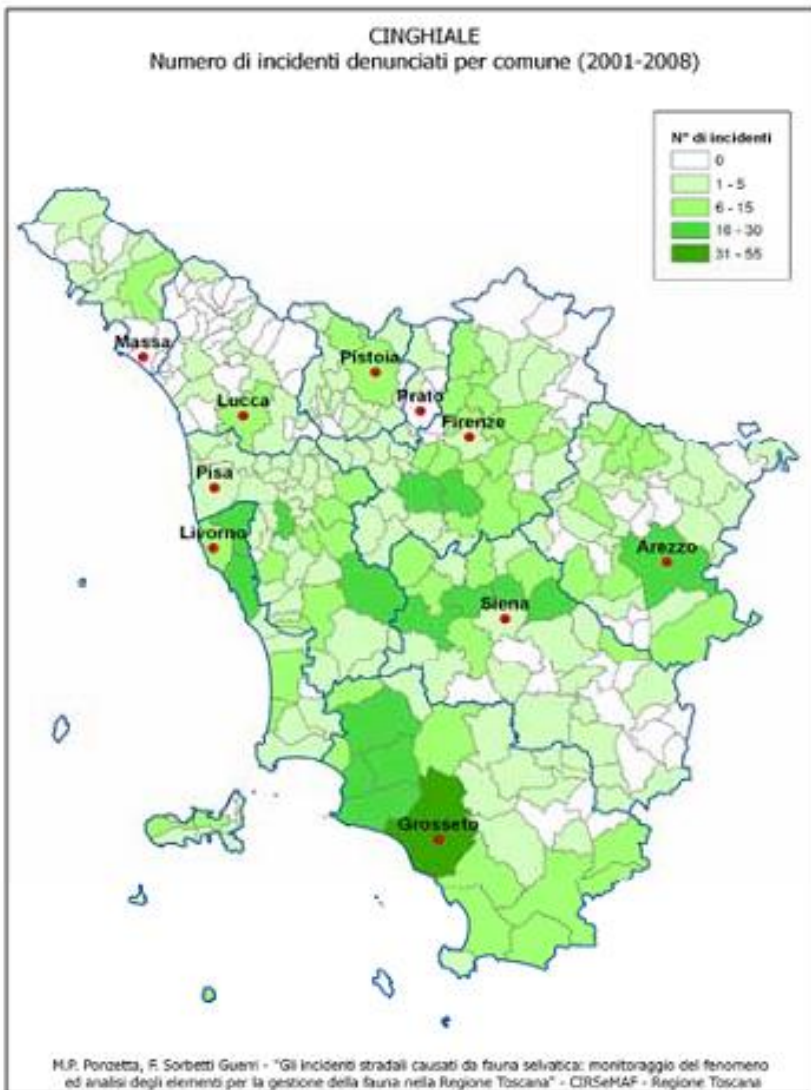 CINGHIALE
Numero di incidenti denunciati per comune (2001-2008)
N° di incidenti
0
1 - 5
6 - 15
16 - 30
31 - 55
Massa
Pistoia
Prato
Lucca
Firenze
Pisa
Livorno
Arezzo
Siena
Grosseto
M.P. Ponzetta, F. Sorbetti Guerri - "Gli incidenti stradali causati da fauna selvatica: monitoraggio del fenomeno
ed analisi degli elementi per la gestione della fauna nella Regione Toscana" - CIRSeMAF - Regione Toscana